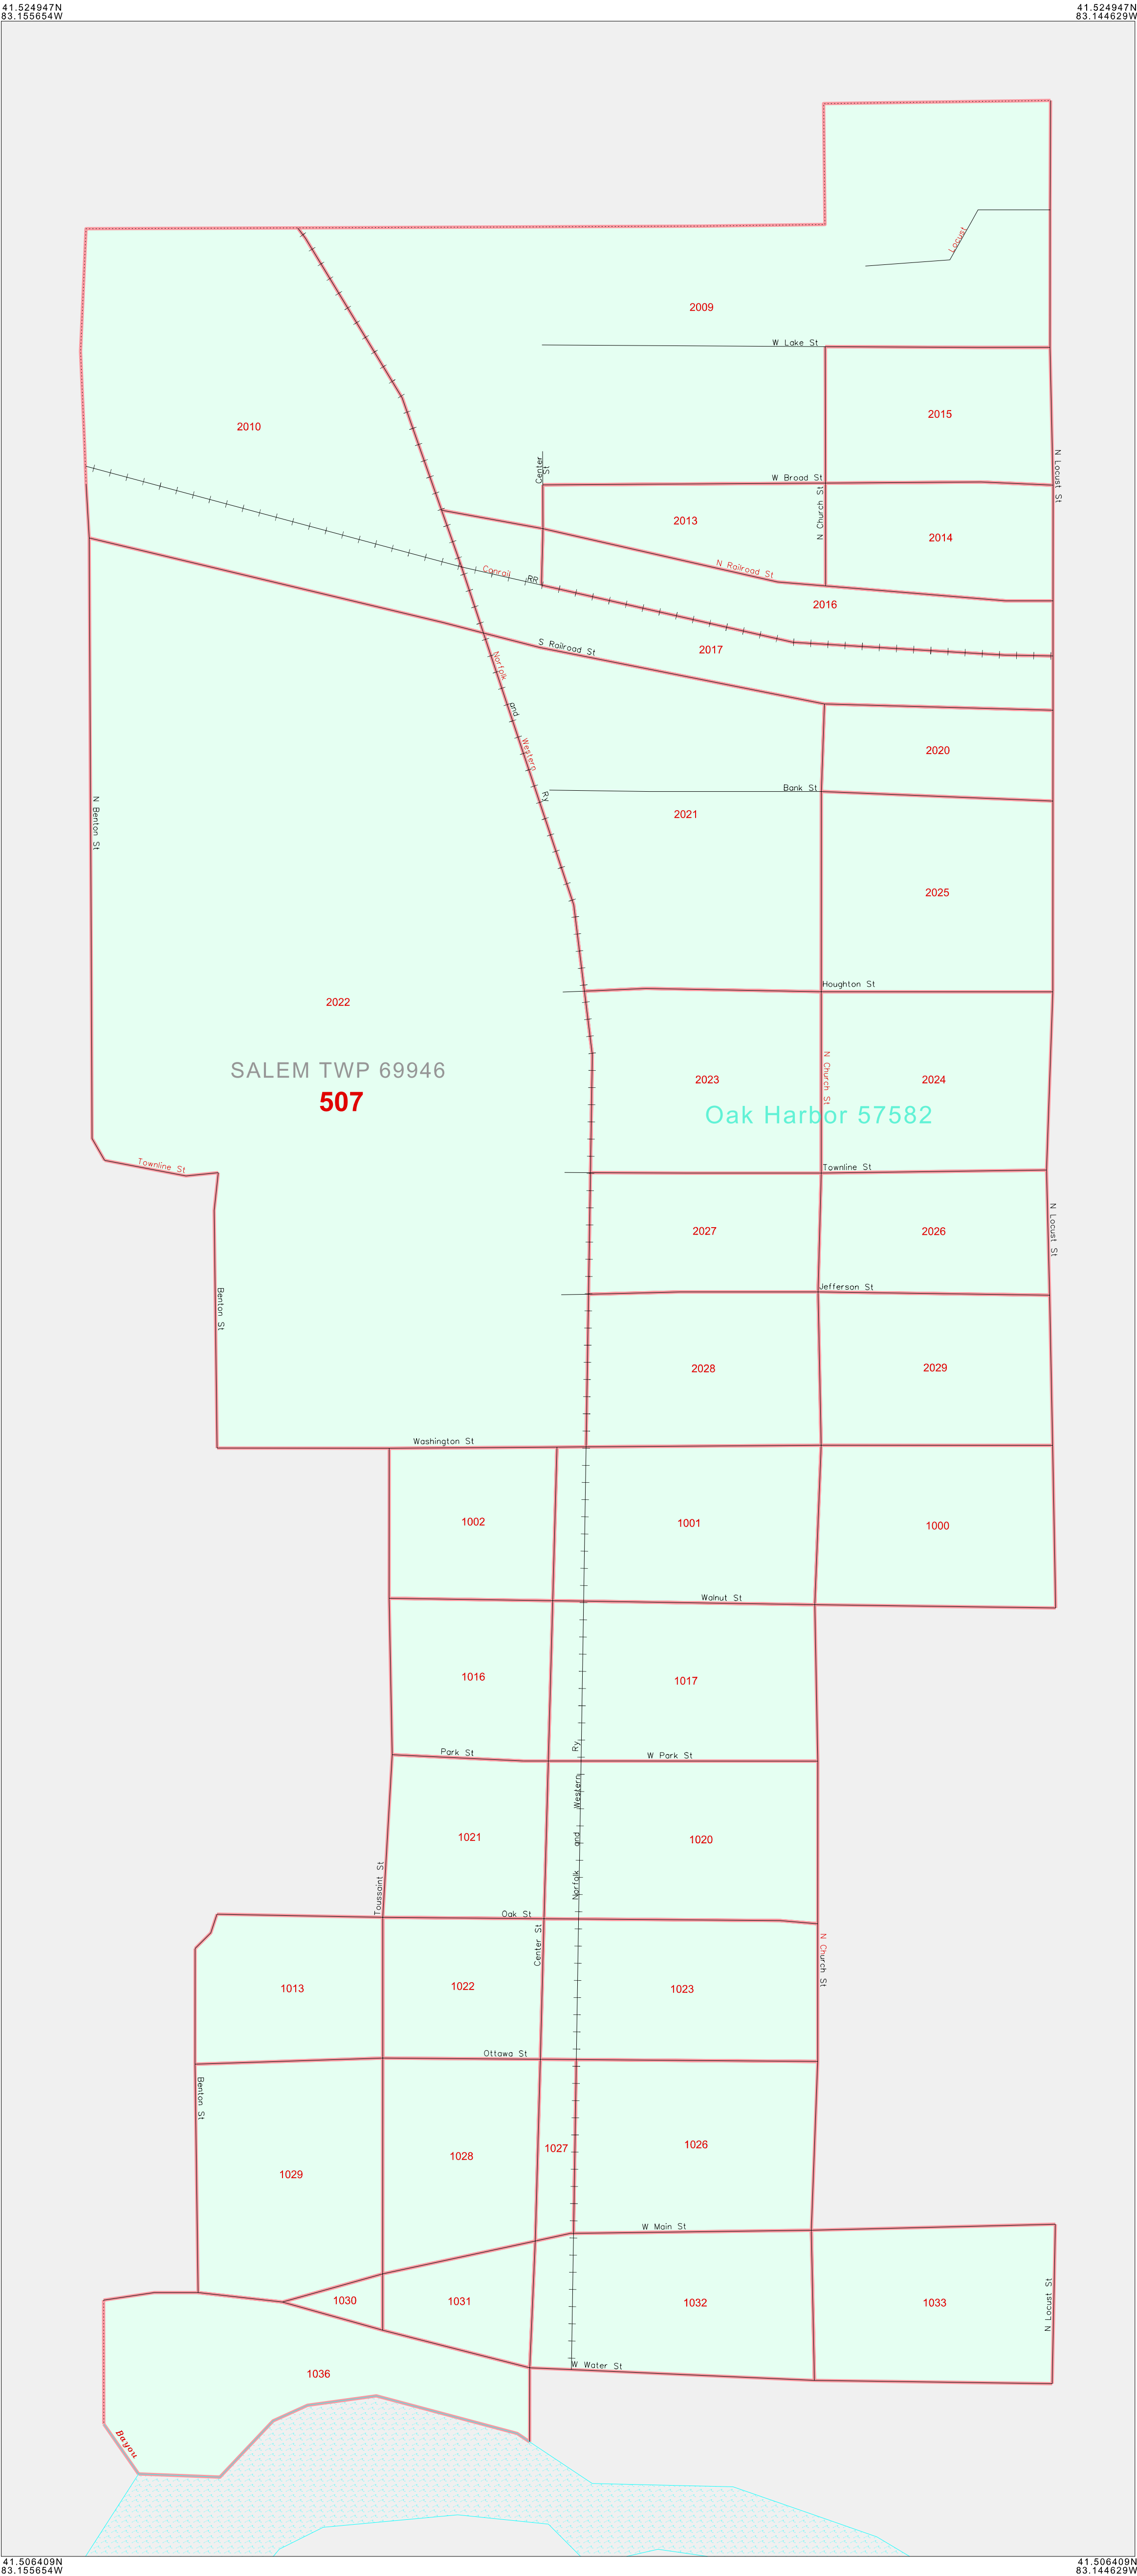 41.524947N
83.155654W
41.524947N
83.144629W
Locust
2009
W Lake St
2015
2010
N Locust St
Center St
W Broad St
N Church St
2013
2014
N Railroad St
Conrail RR
2016
S Railroad St
2017
Norfolk and Western Ry
2020
Bank St
N Benton St
2021
2025
Houghton St
2022
SALEM TWP 69946
507
2023
N Church St
2024
Oak Harbor 57582
Townline St
Townline St
2027
2026
N Locust St
Benton St
Jefferson St
2028
2029
Washington St
1002
1001
1000
Walnut St
1016
1017
Park St
W Park St
Norfolk and Western Ry
1021
1020
Toussaint St
Oak St
Center St
N Church St
1013
1022
1023
Ottawa St
Benton St
1029
1028
1027
1026
W Main St
1030
1031
1032
1033
N Locust St
W Water St
1036
Bayou
41.506409N
83.155654W
41.506409N
83.144629W